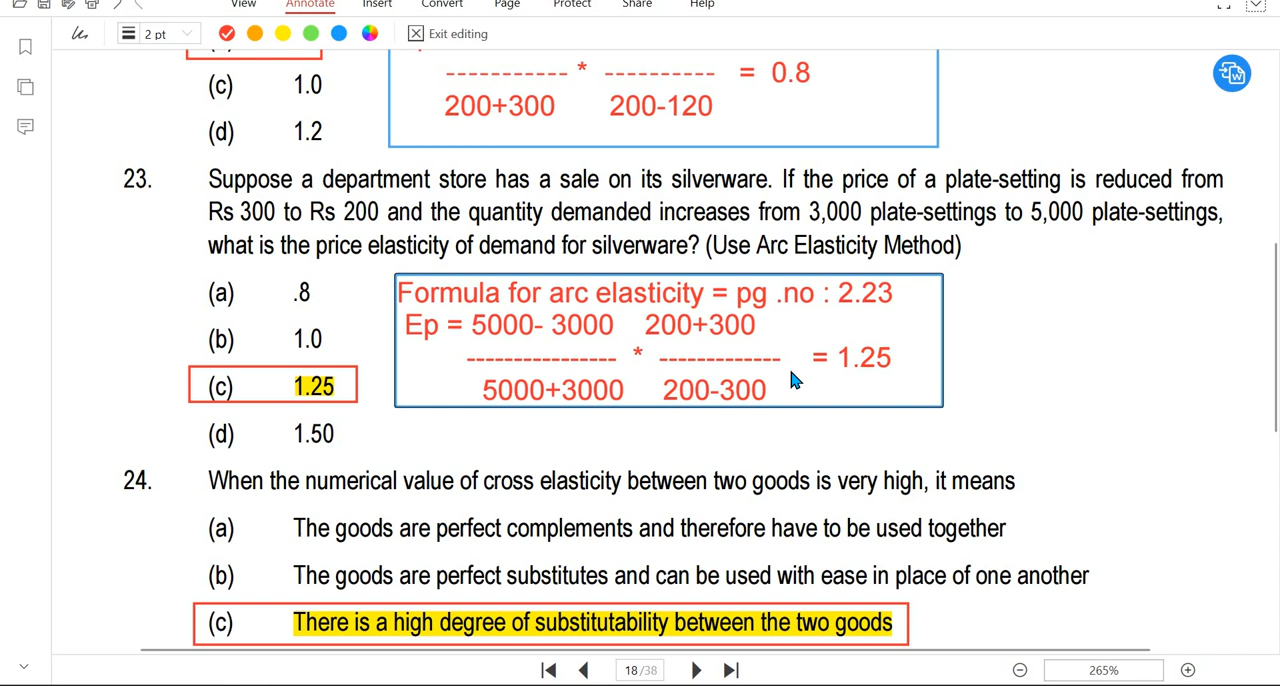 View Annotate Insert Convert Page Protect Share Help
2 pt Exit editing
(c) 1.0
(d) 1.2
----------- * ---------- = 0.8
200+300 200-120
23. Suppose a department store has a sale on its silverware. If the price of a plate-setting is reduced from
Rs 300 to Rs 200 and the quantity demanded increases from 3,000 plate-settings to 5,000 plate-settings,
what is the price elasticity of demand for silverware? (Use Arc Elasticity Method)
(a) .8
(b) 1.0
(c) 1.25
(d) 1.50
Formula for arc elasticity = pg .no : 2.23
Ep = 5000- 3000 200+300
---------------- * ------------- = 1.25
5000+3000 200-300
24. When the numerical value of cross elasticity between two goods is very high, it means
(a) The goods are perfect complements and therefore have to be used together
(b) The goods are perfect substitutes and can be used with ease in place of one another
(c) There is a high degree of substitutability between the two goods
18/38 265%